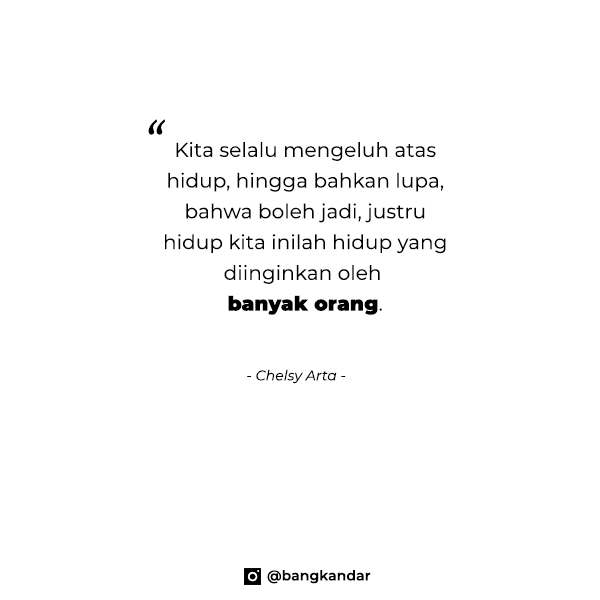 “
Kita selalu mengeluh atas
hidup, hingga bahkan lupa,
bahwa boleh jadi, justru
hidup kita inilah hidup yang
diinginkan oleh
banyak orang.
- Chelsy Arta -
@bangkandar